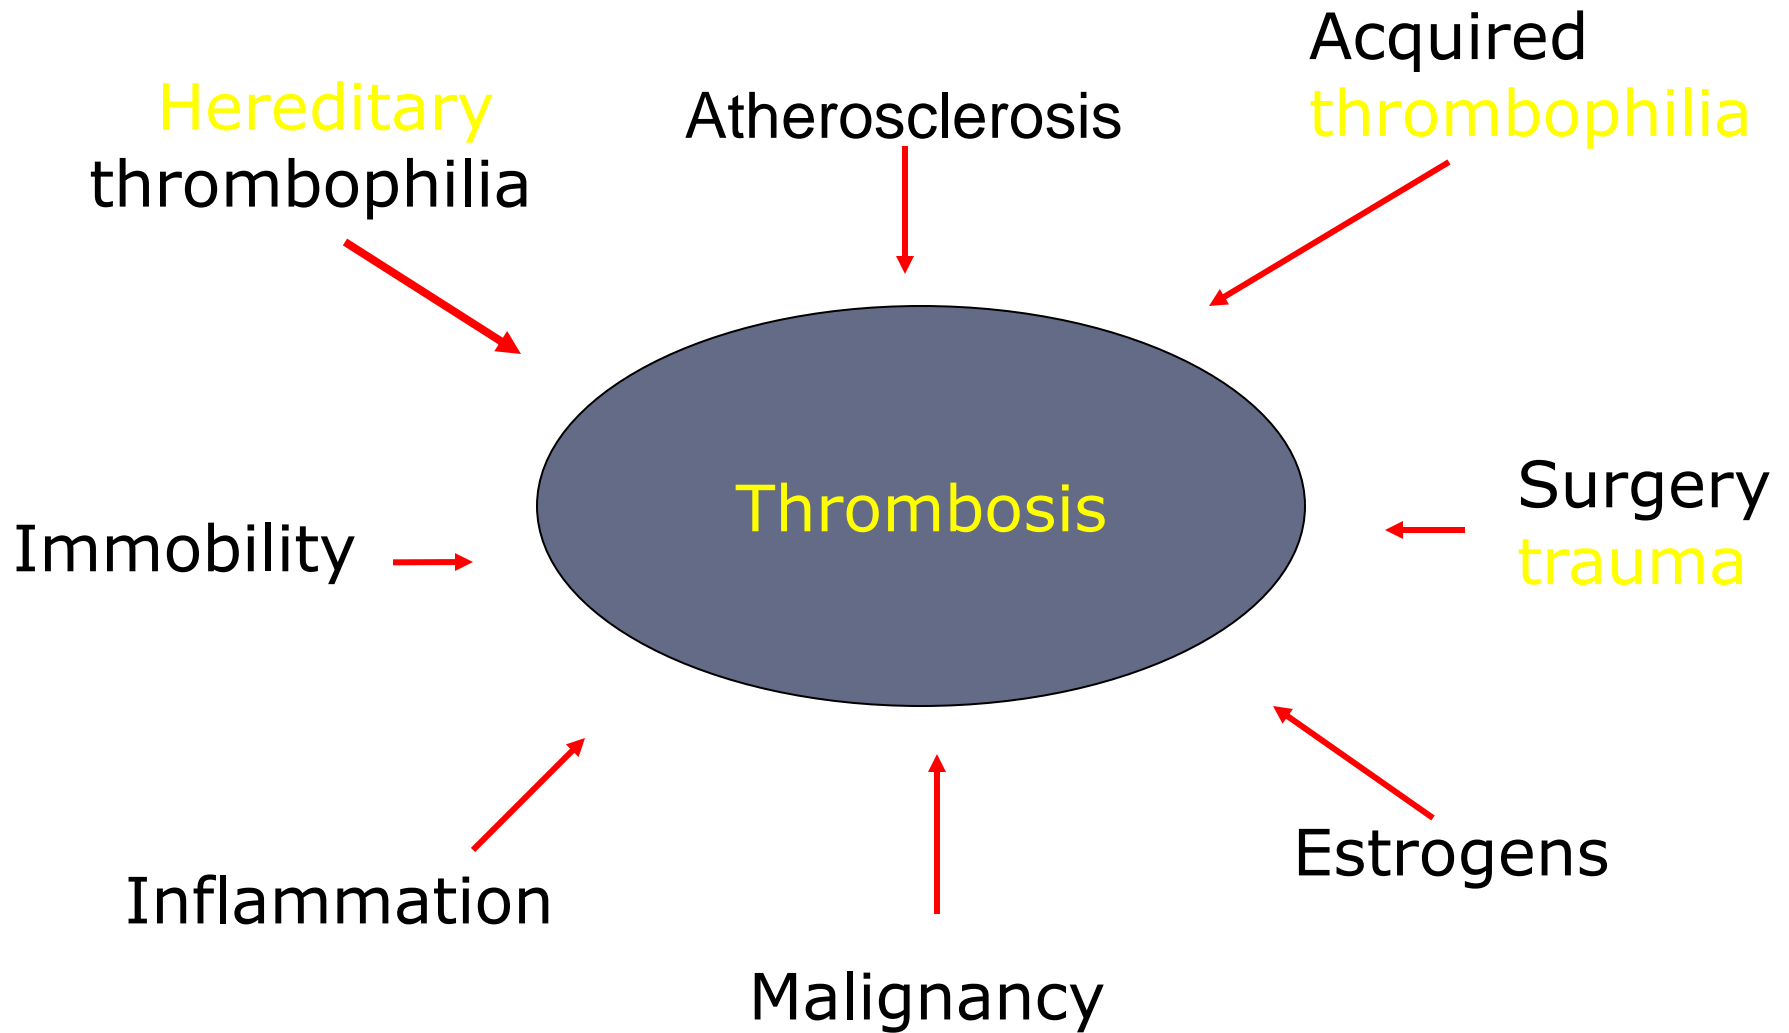 Hereditary
thrombophilia
Atherosclerosis
Acquired
thrombophilia
Immobility
Thrombosis
Surgery
trauma
Inflammation
Malignancy
Estrogens